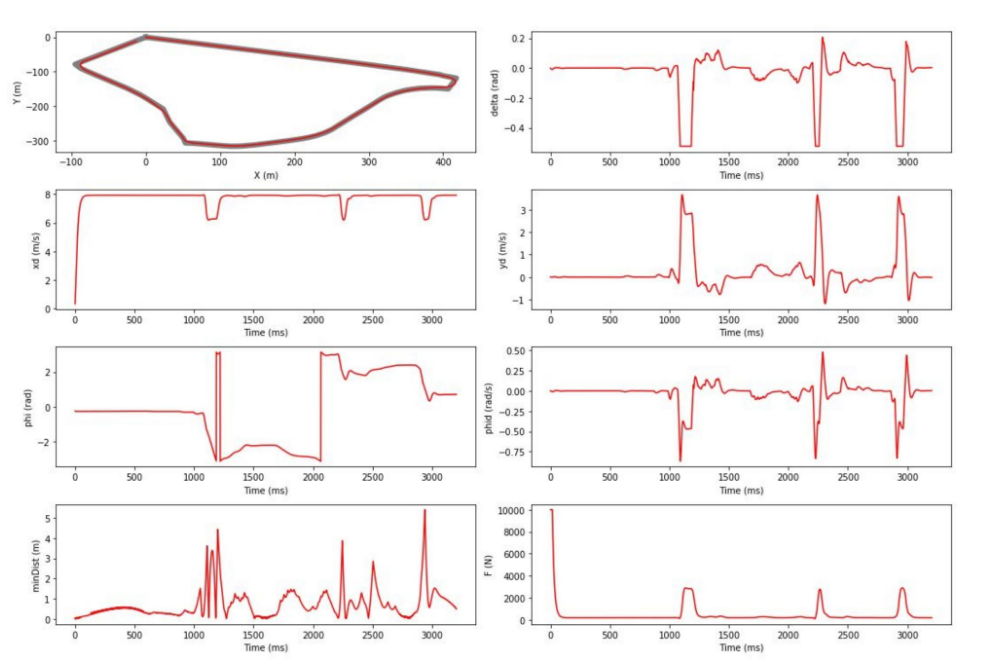 0
−100
−200
−300
Y (m)
−100 0 100 200 300 400
X (m)
0.2
0.0
−0.2
−0.4
delta (rad)
0 500 1000 1500 2000 2500 3000
Time (ms)
8
6
4
2
0
xd (m/s)
0 500 1000 1500 2000 2500 3000
Time (ms)
3
2
1
0
−1
yd (m/s)
0 500 1000 1500 2000 2500 3000
Time (ms)
2
0
−2
phi (rad)
0 500 1000 1500 2000 2500 3000
Time (ms)
0.50
0.25
0.00
−0.25
−0.50
−0.75
phid (rad/s)
0 500 1000 1500 2000 2500 3000
Time (ms)
5
4
3
2
1
0
minDist (m)
0 500 1000 1500 2000 2500 3000
Time (ms)
10000
8000
6000
4000
2000
0
F (N)
0 500 1000 1500 2000 2500 3000
Time (ms)